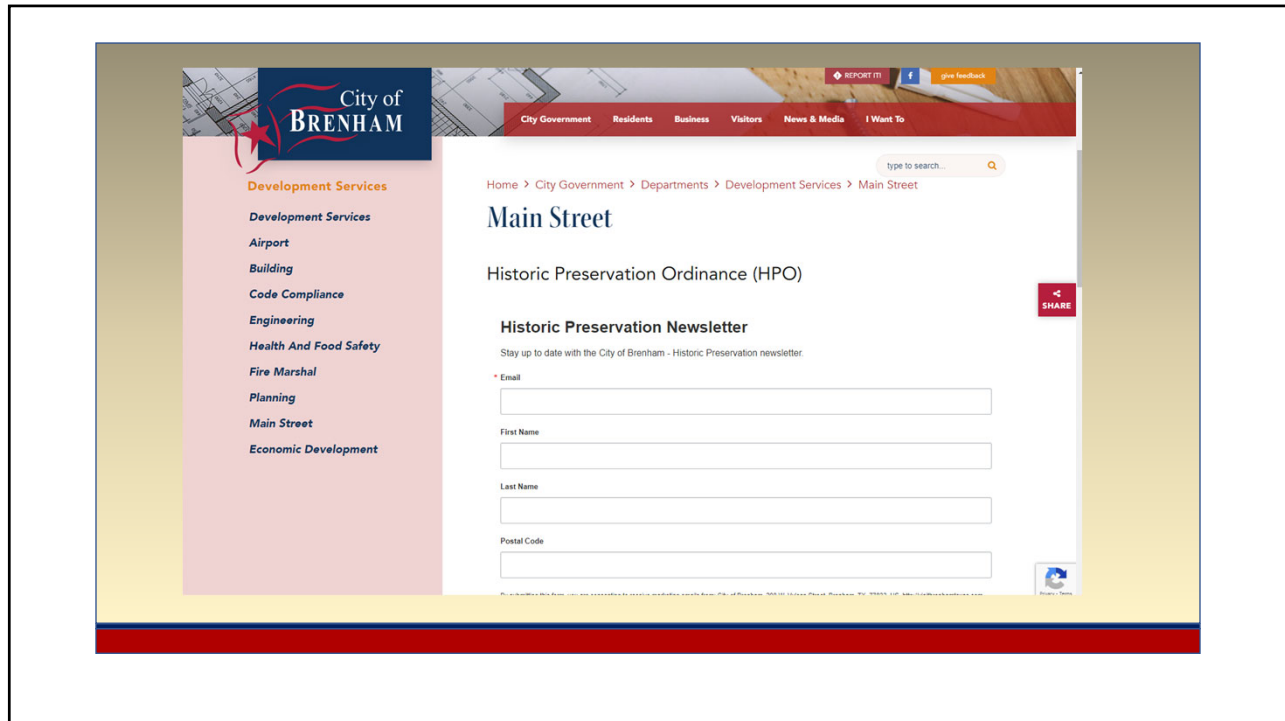 REPORT IT!
f
give feedback
City of
BRENHAM
City Government Residents Business Visitors News & Media I Want To
type to search...
Development Services
Development Services
Airport
Building
Code Compliance
Engineering
Health And Food Safety
Fire Marshal
Planning
Main Street
Economic Development
Home > City Government > Departments > Development Services > Main Street
Main Street
Historic Preservation Ordinance (HPO)
SHARE
Historic Preservation Newsletter
Stay up to date with the City of Brenham - Historic Preservation newsletter.
* Email
First Name
Last Name
Postal Code
Privacy - Terms